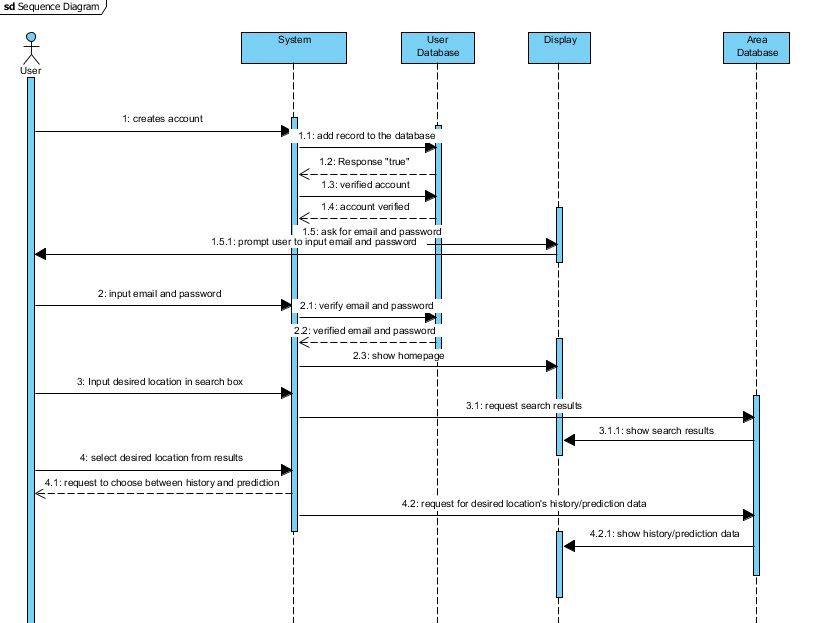 sd Sequence Diagram
User
System
User
Database
Display
Area
Database
1: creates account
1.1: add record to the database
1.2: Response "true"
1.3: verified account
1.4: account verified
1.5: ask for email and password
1.5.1: prompt user to input email and password
2: input email and password
2.1: verify email and password
2.2: verified email and password
2.3: show homepage
3: Input desired location in search box
3.1: request search results
3.1.1: show search results
4: select desired location from results
4.1: request to choose between history and prediction
4.2: request for desired location's history/prediction data
4.2.1: show history/prediction data